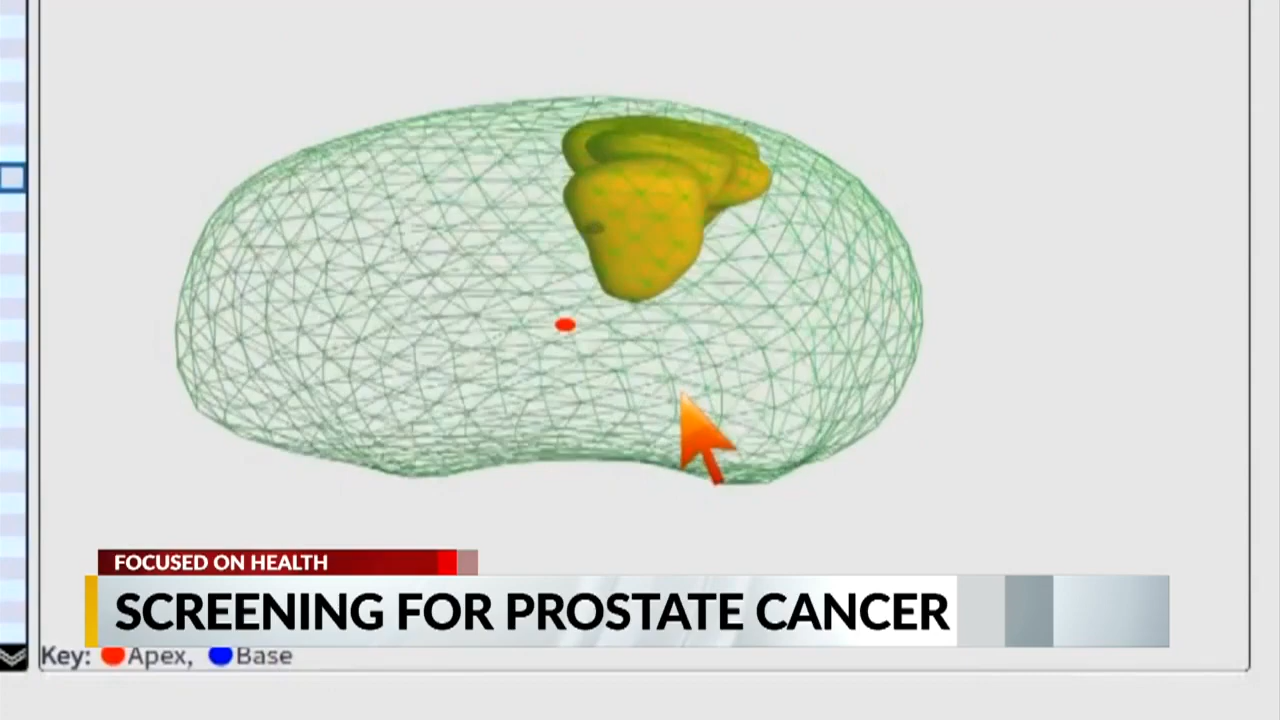 FOCUSED ON HEALTH
SCREENING FOR PROSTATE CANCER
Key: Apex, Base